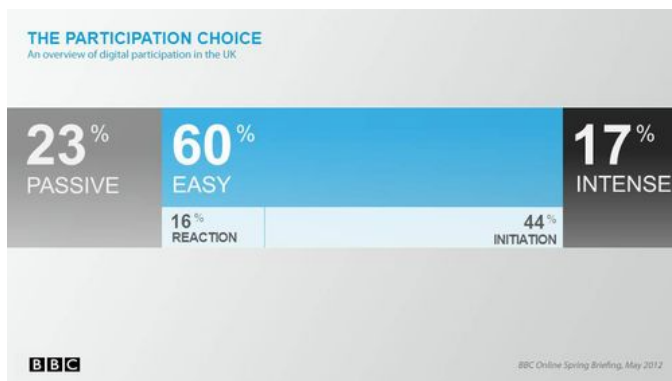 THE PARTICIPATION CHOICE
An overview of digital participation in the UK
23%
PASSIVE
60%
EASY
17%
INTENSE
16%
REACTION
44%
INITIATION
BBC
BBC Online Spring Briefing, May 2012